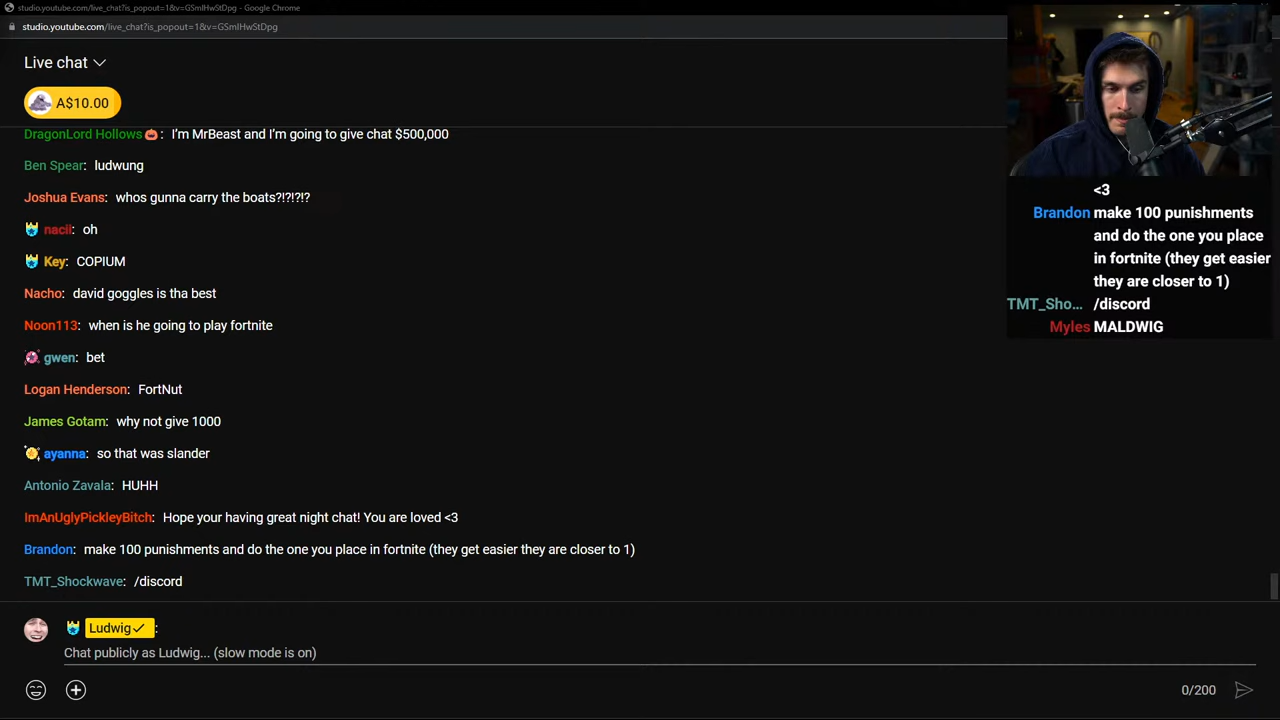 studio.youtube.com/live_chat?is_popout=1&v=GSmIHwStDpg - Google Chrome
studio.youtube.com/live_chat?is_popout=1&v=GSmIHwStDpg
Live chat
A$10.00
DragonLord Hollows: I'm MrBeast and I'm going to give chat $500,000
Ben Spear: ludwung
Joshua Evans: whos gunna carry the boats?!?!?!?
nacil: oh
Key: COPIUM
Nacho: david goggles is tha best
Noon113: when is he going to play fortnite
gwen: bet
Logan Henderson: FortNut
James Gotam: why not give 1000
ayanna: so that was slander
Antonio Zavala: HUHH
ImAnUglyPickleyBitch: Hope your having great night chat! You are loved <3
Brandon: make 100 punishments and do the one you place in fortnite (they get easier they are closer to 1)
TMT_Shockwave: /discord
Ludwig:
Chat publicly as Ludwig... (slow mode is on)
0/200
<3
Brandon make 100 punishments
and do the one you place
in fortnite (they get easier
they are closer to 1)
TMT_Sho... /discord
Myles MALDWIG